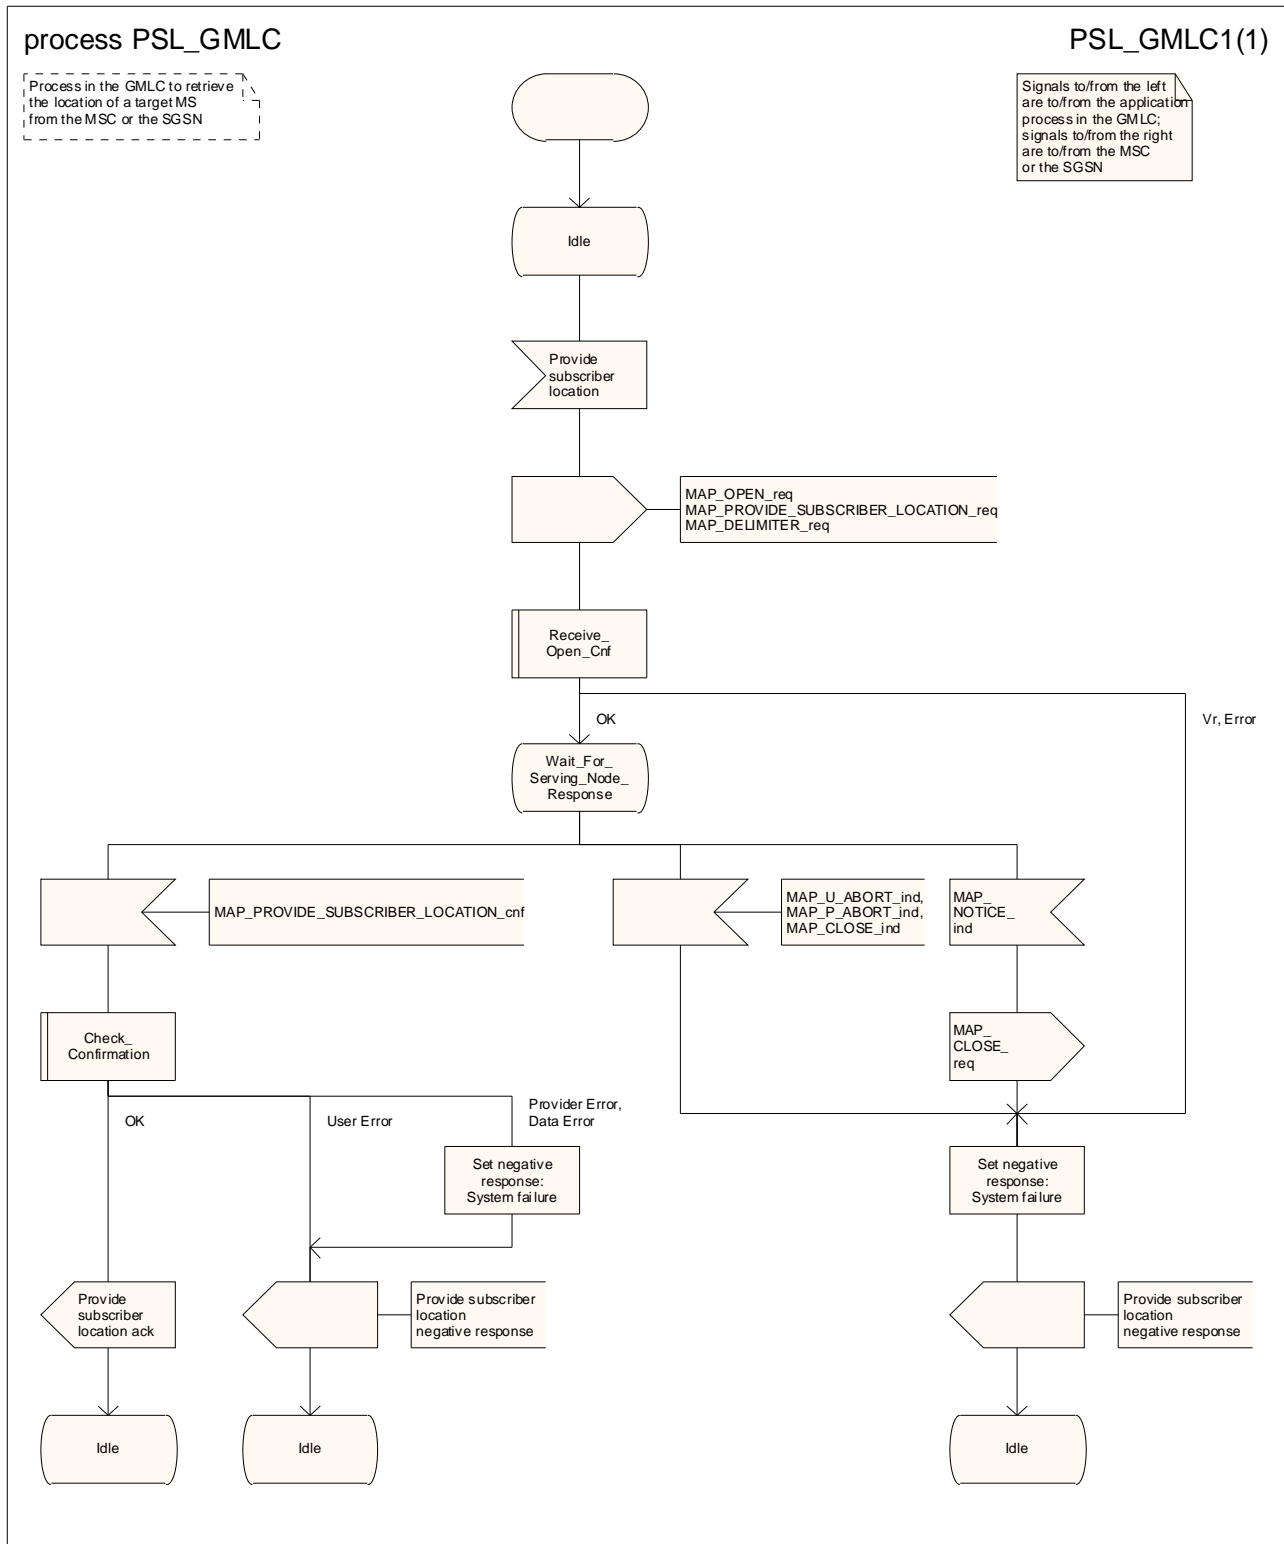 process PSL_GMLC
PSL_GMLC1(1)
Process in the GMLC to retrieve
the location of a target MS
from the MSC or the SGSN
Signals to/from the left
are to/from the application
process in the GMLC;
signals to/from the right
are to/from the MSC
or the SGSN
Idle
Provide
subscriber
location
MAP_OPEN_req
MAP_PROVIDE_SUBSCRIBER_LOCATION_req
MAP_DELIMITER_req
Receive_
Open_Cnf
OK
Vr, Error
Wait_For_
Serving_Node_
Response
MAP_PROVIDE_SUBSCRIBER_LOCATION_cnf
MAP_U_ABORT_ind,
MAP_P_ABORT_ind,
MAP_CLOSE_ind
MAP_
NOTICE_
ind
Check_
Confirmation
MAP_
CLOSE_
req
OK
User Error
Provider Error,
Data Error
Set negative
response:
System failure
Set negative
response:
System failure
Provide
subscriber
location ack
Provide subscriber
location
negative response
Provide subscriber
location
negative response
Idle
Idle
Idle